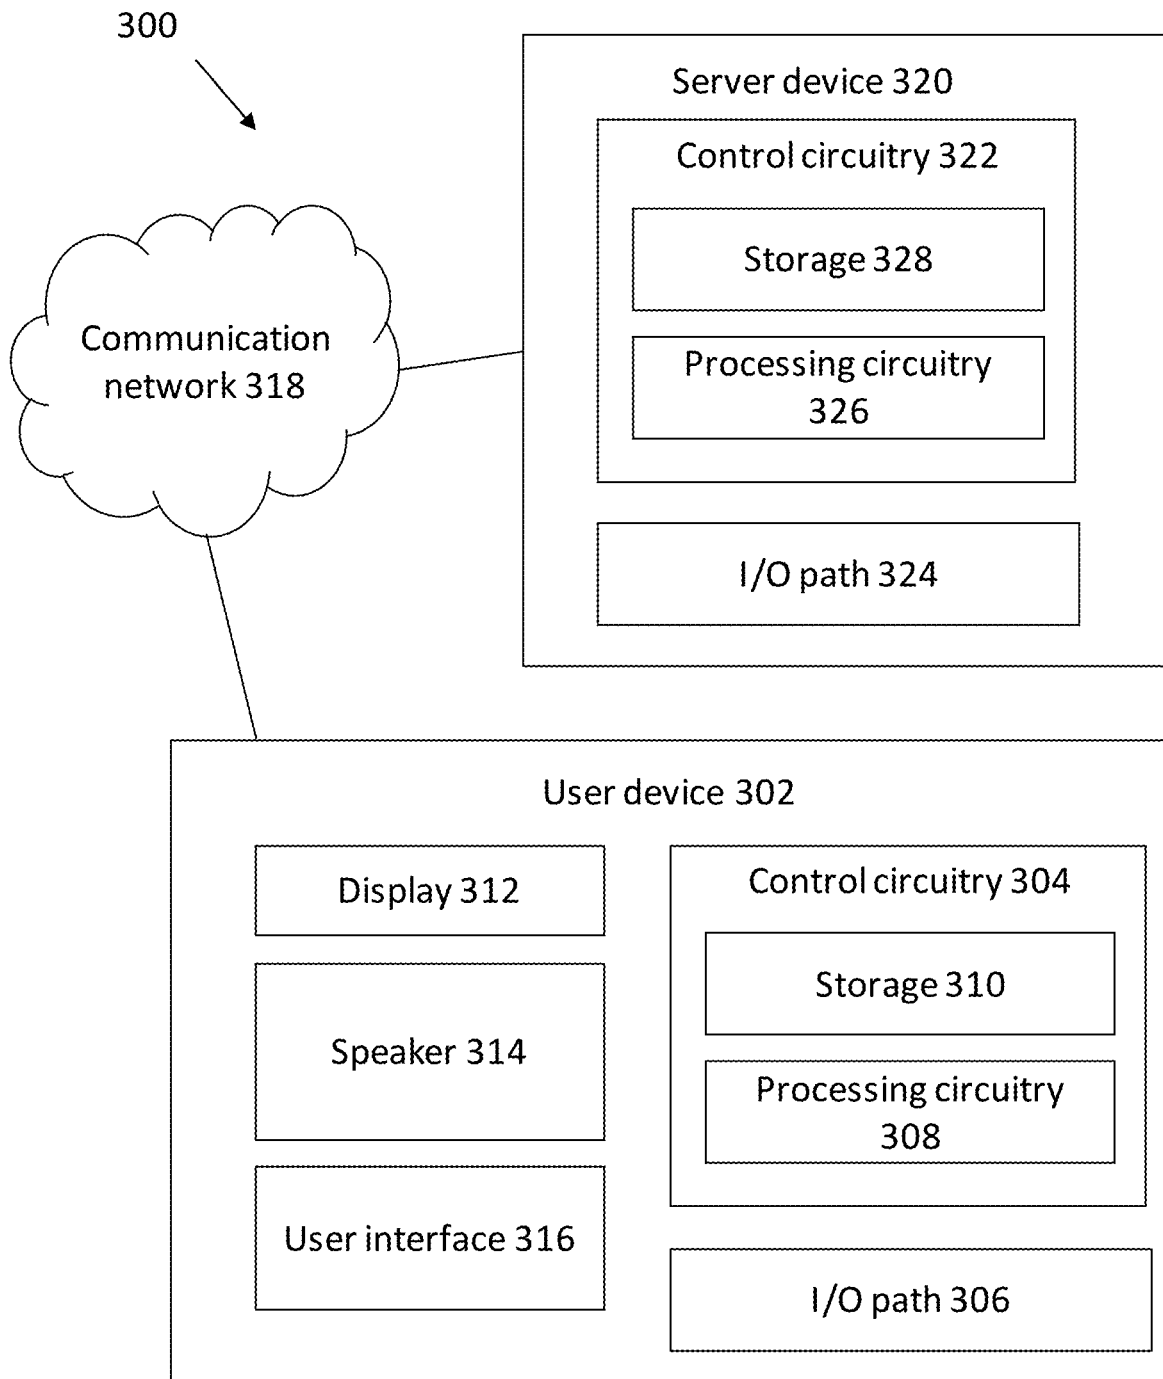 300
Server device 320
Control circuitry 322
Storage 328
Processing circuitry
326
I/O path 324
Communication
network 318
User device 302
Display 312
Speaker 314
User interface 316
Control circuitry 304
Storage 310
Processing circuitry
308
I/O path 306